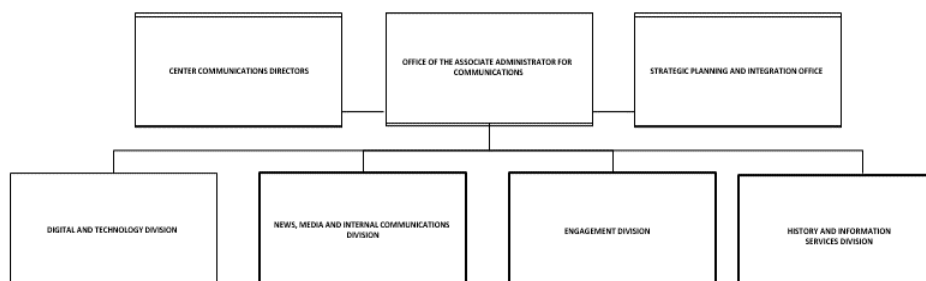 CENTER COMMUNICATIONS DIRECTORS
OFFICE OF THE ASSOCIATE ADMINISTRATOR FOR
COMMUNICATIONS
STRATEGIC PLANNING AND INTEGRATION OFFICE
DIGITAL AND TECHNOLOGY DIVISION
NEWS, MEDIA AND INTERNAL COMMUNICATIONS
DIVISION
ENGAGEMENT DIVISION
HISTORY AND INFORMATION
SERVICES DIVISION